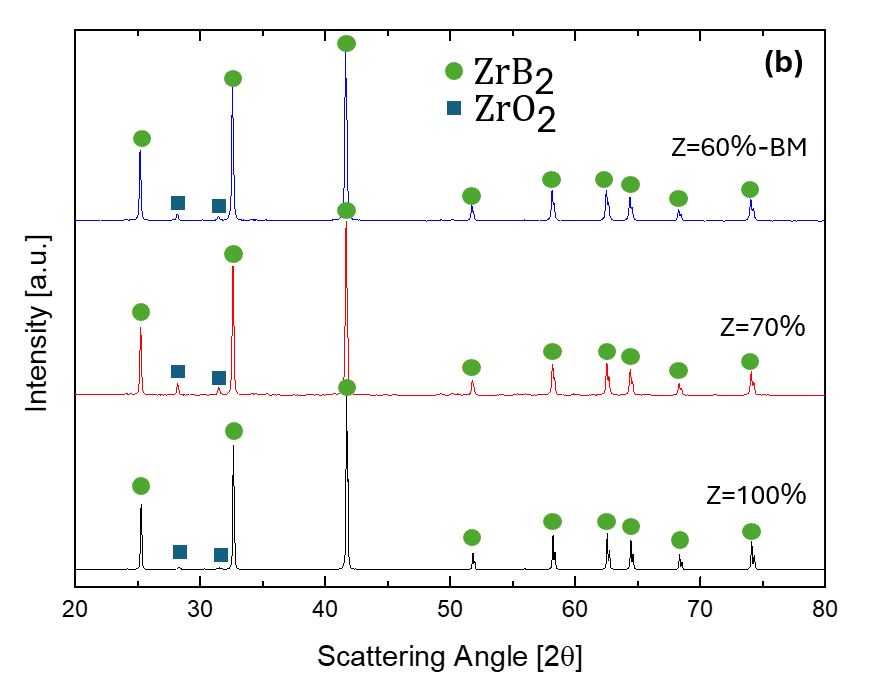 (b)
ZrB2
ZrO2
Z=60%-BM
Z=70%
Z=100%
Intensity [a.u.]
20 30 40 50 60 70 80
Scattering Angle [2θ]